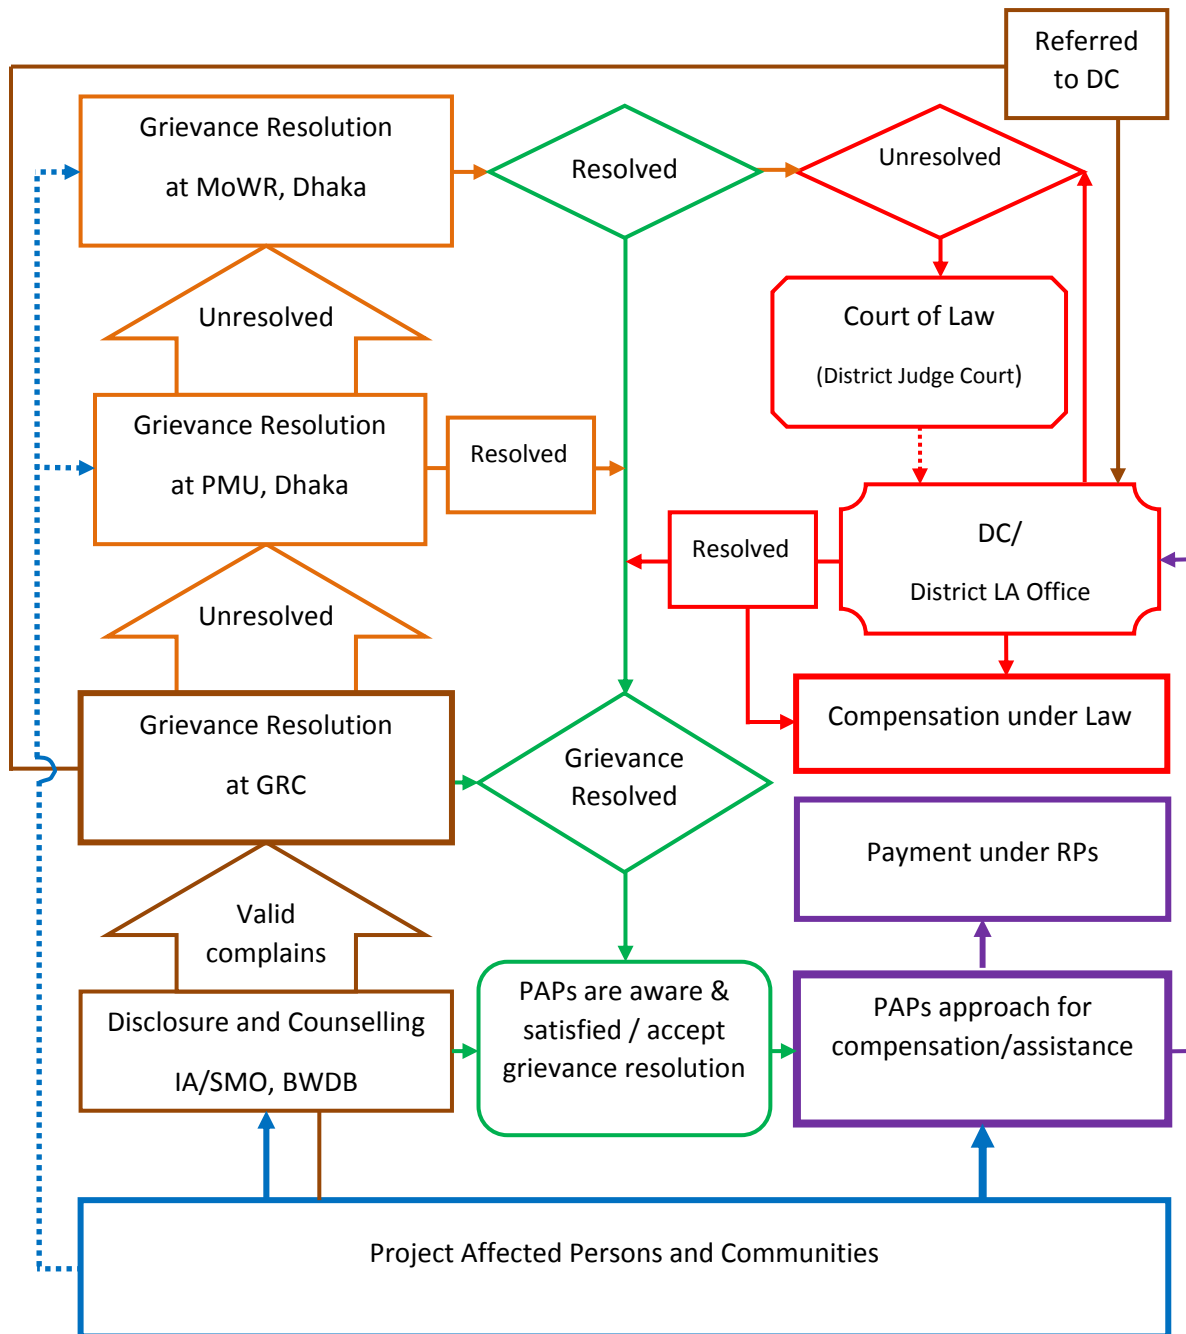 Referred
to DC
Grievance Resolution
at MoWR, Dhaka
Resolved
Unresolved
Unresolved
Court of Law
(District Judge Court)
Grievance Resolution
at PMU, Dhaka
Resolved
Resolved
DC/
District LA Office
Unresolved
Grievance Resolution
at GRC
Grievance
Resolved
Compensation under Law
Payment under RPs
Valid
complains
Disclosure and Counselling
IA/SMO, BWDB
PAPs are aware &
satisfied / accept
grievance resolution
PAPs approach for
compensation/assistance
Project Affected Persons and Communities